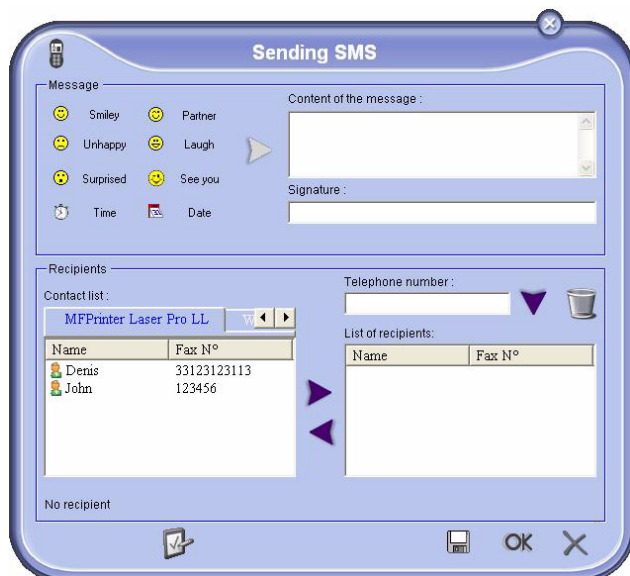 Sending SMS
Message
Smiley Partner
Unhappy Laugh
Surprised See you
Time Date
Content of the message :
Signature :
Recipients
Contact list :
MFPrinter Laser Pro LL
Name Fax N°
Denis 33123123113
John 123456
No recipient
Telephone number :
List of recipients:
Name Fax N°
OK